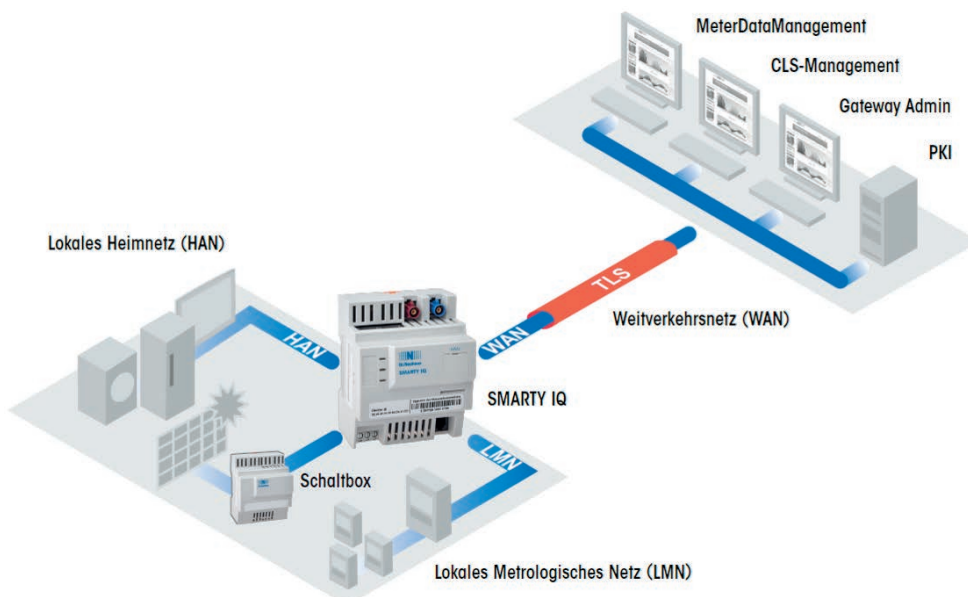 MeterDataManagement
CLS-Management
Gateway Admin
PKI
Lokales Heimnetz (HAN)
HAN
WAN
TLS
Weitverkehrsnetz (WAN)
SMARTY IQ
SMARTY IQ
LMN
Schaltbox
Lokales Metrologisches Netz (LMN)